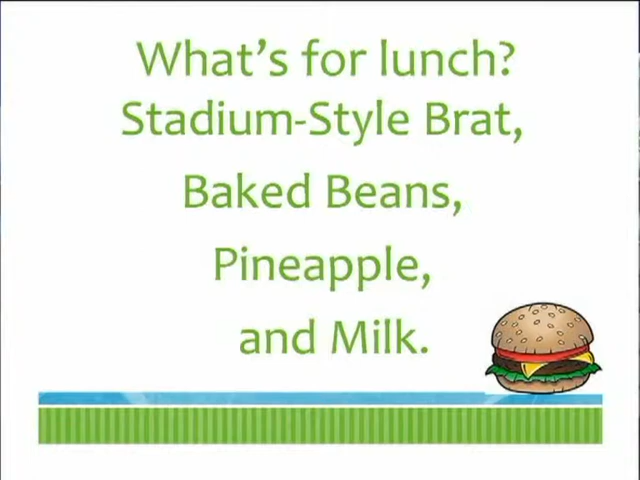 What's for lunch?
Stadium-Style Brat,
Baked Beans,
Pineapple,
and Milk.